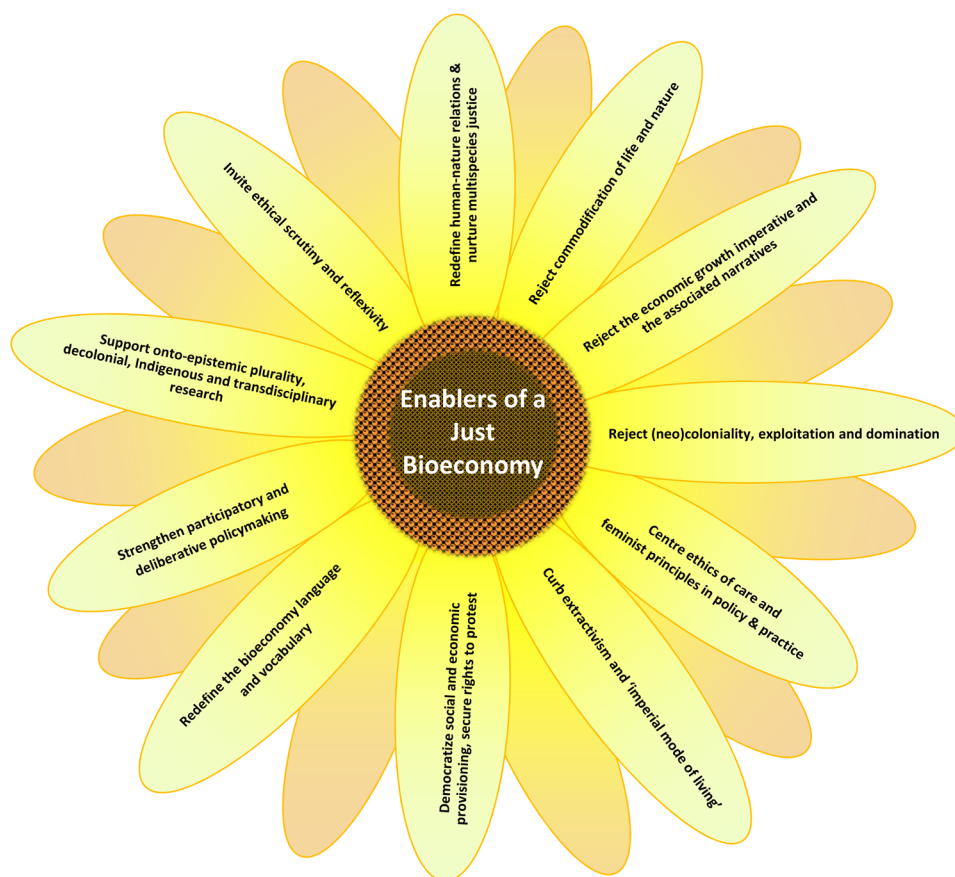 Enablers of a
Just
Bioeconomy
Redefine human-nature relations &
nurture multispecies justice
Reject commodification of life and nature
Reject the economic growth imperative and
the associated narratives
Reject (neo)coloniality, exploitation and domination
Centre ethics of care and
feminist principles in policy & practice
Curb extractivism and ‘imperial mode of living’
Democratize social and economic
provisioning, secure rights to protest
Redefine the bioeconomy language
and vocabulary
Strengthen participatory and
deliberative policymaking
Support onto-epistemic plurality,
decolonial, Indigenous and transdisciplinary
research
Invite ethical scrutiny and reflexivity